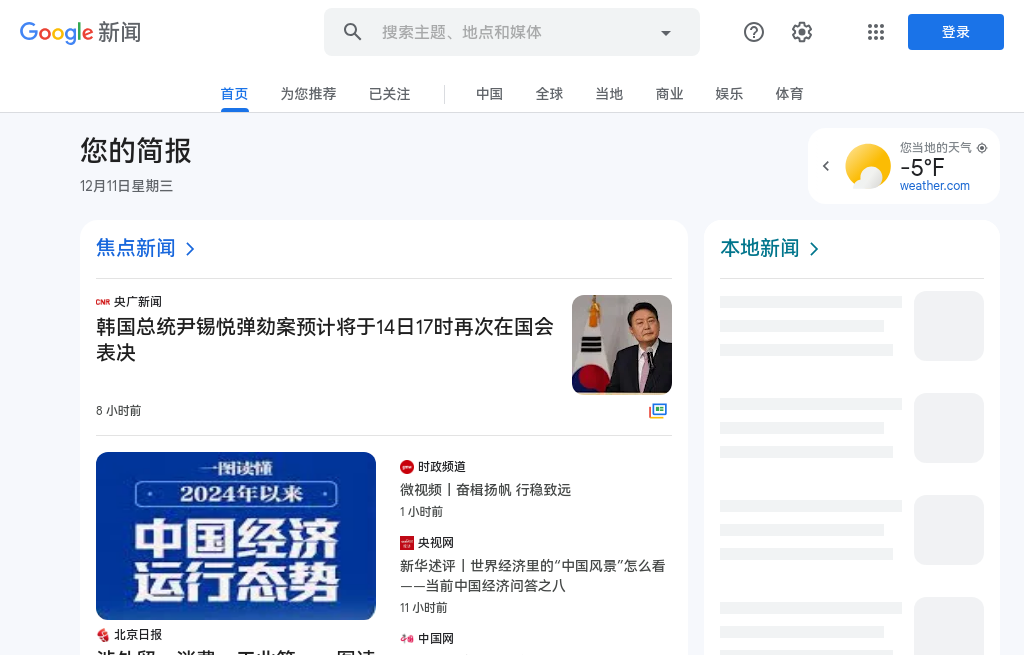 Google 新闻
搜索主题、地点和媒体
登录
首页
为您推荐
已关注
中国
全球
当地
商业
娱乐
体育
您的简报
12月11日星期三
您当地的天气
-5°F
weather.com
焦点新闻
本地新闻
CNR 央广新闻
韩国总统尹锡悦弹劾案预计将于14日17时再次在国会
表决
8 小时前
一图读懂
2024年以来
中国经济
运行态势
北京日报
时政频道
微视频丨奋楫扬帆 行稳致远
1 小时前
央视网
新华述评丨世界经济里的“中国风景”怎么看
——当前中国经济问答之八
11 小时前
中国网